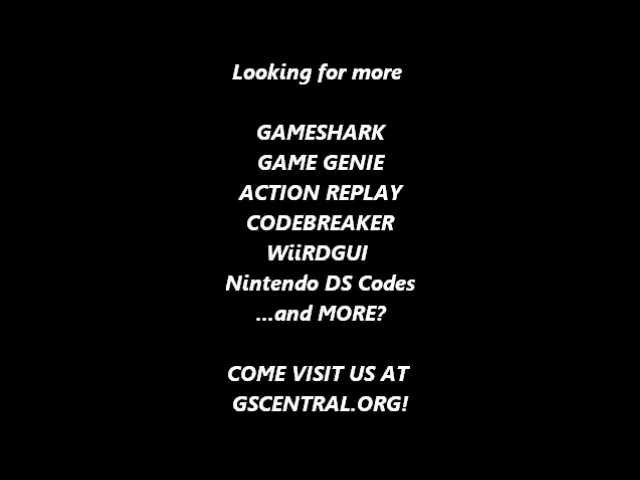 Looking for more
GAMESHARK
GAME GENIE
ACTION REPLAY
CODEBREAKER
WiiRDGUI
Nintendo DS Codes
...and MORE?
COME VISIT US AT
GSCENTRAL.ORG!